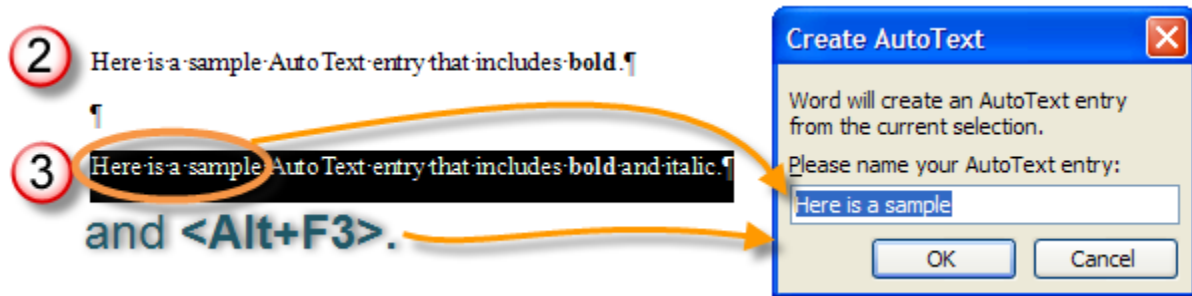 2
Here·is·a·sample·AutoText·entry·that·includes·bold.¶
¶
3
Here·is·a·sample·AutoText·entry·that·includes·bold·and·italic.¶
and <Alt+F3>.
Create AutoText
Word will create an AutoText entry
from the current selection.
Please name your AutoText entry:
Here is a sample
OK Cancel